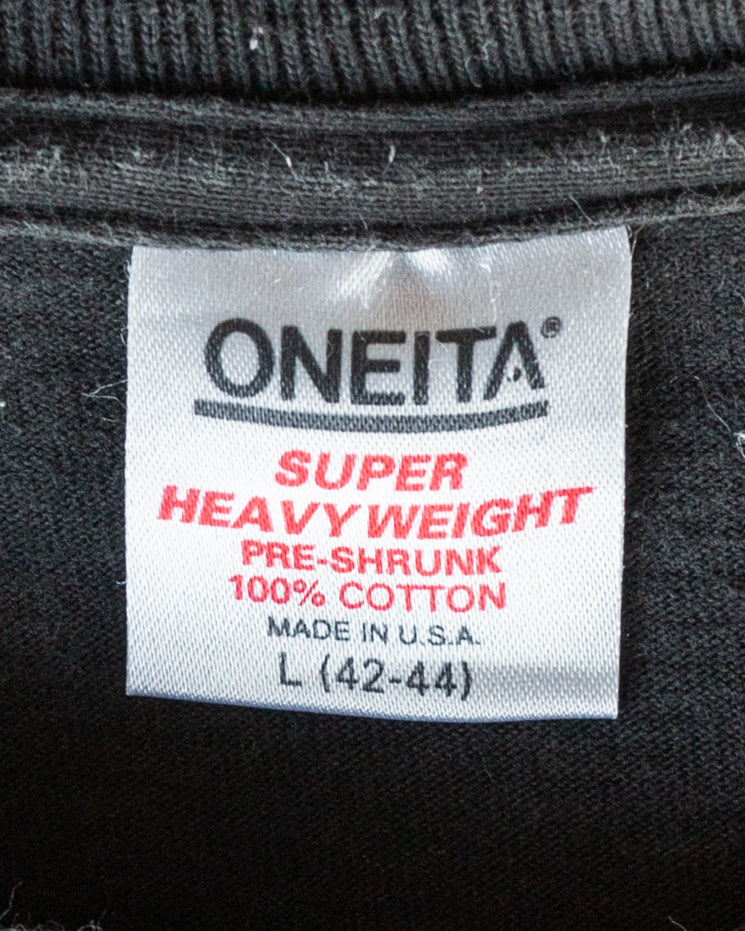 ONEITA®
SUPER
HEAVYWEIGHT
PRE-SHRUNK
100% COTTON
MADE IN U.S.A.
L (42-44)